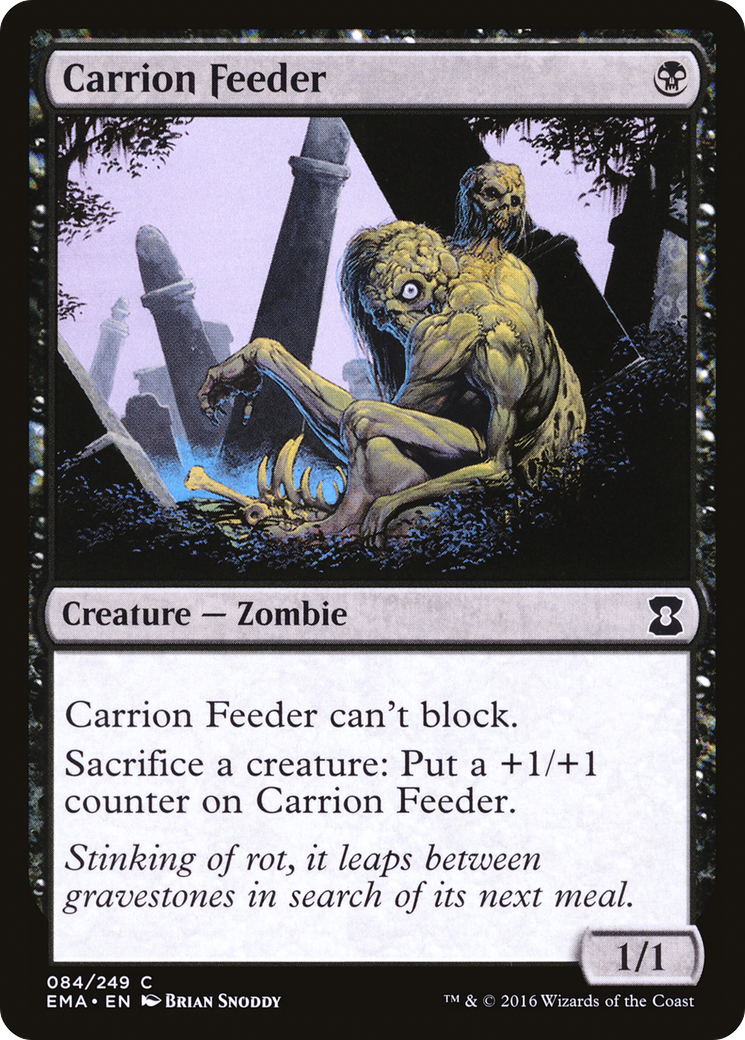 Carrion Feeder
Creature — Zombie
Carrion Feeder can't block.
Sacrifice a creature: Put a +1/+1
counter on Carrion Feeder.
Stinking of rot, it leaps between
gravestones in search of its next meal.
1/1
084/249 C
EMA • EN Brian Snoddy
™ & © 2016 Wizards of the Coast